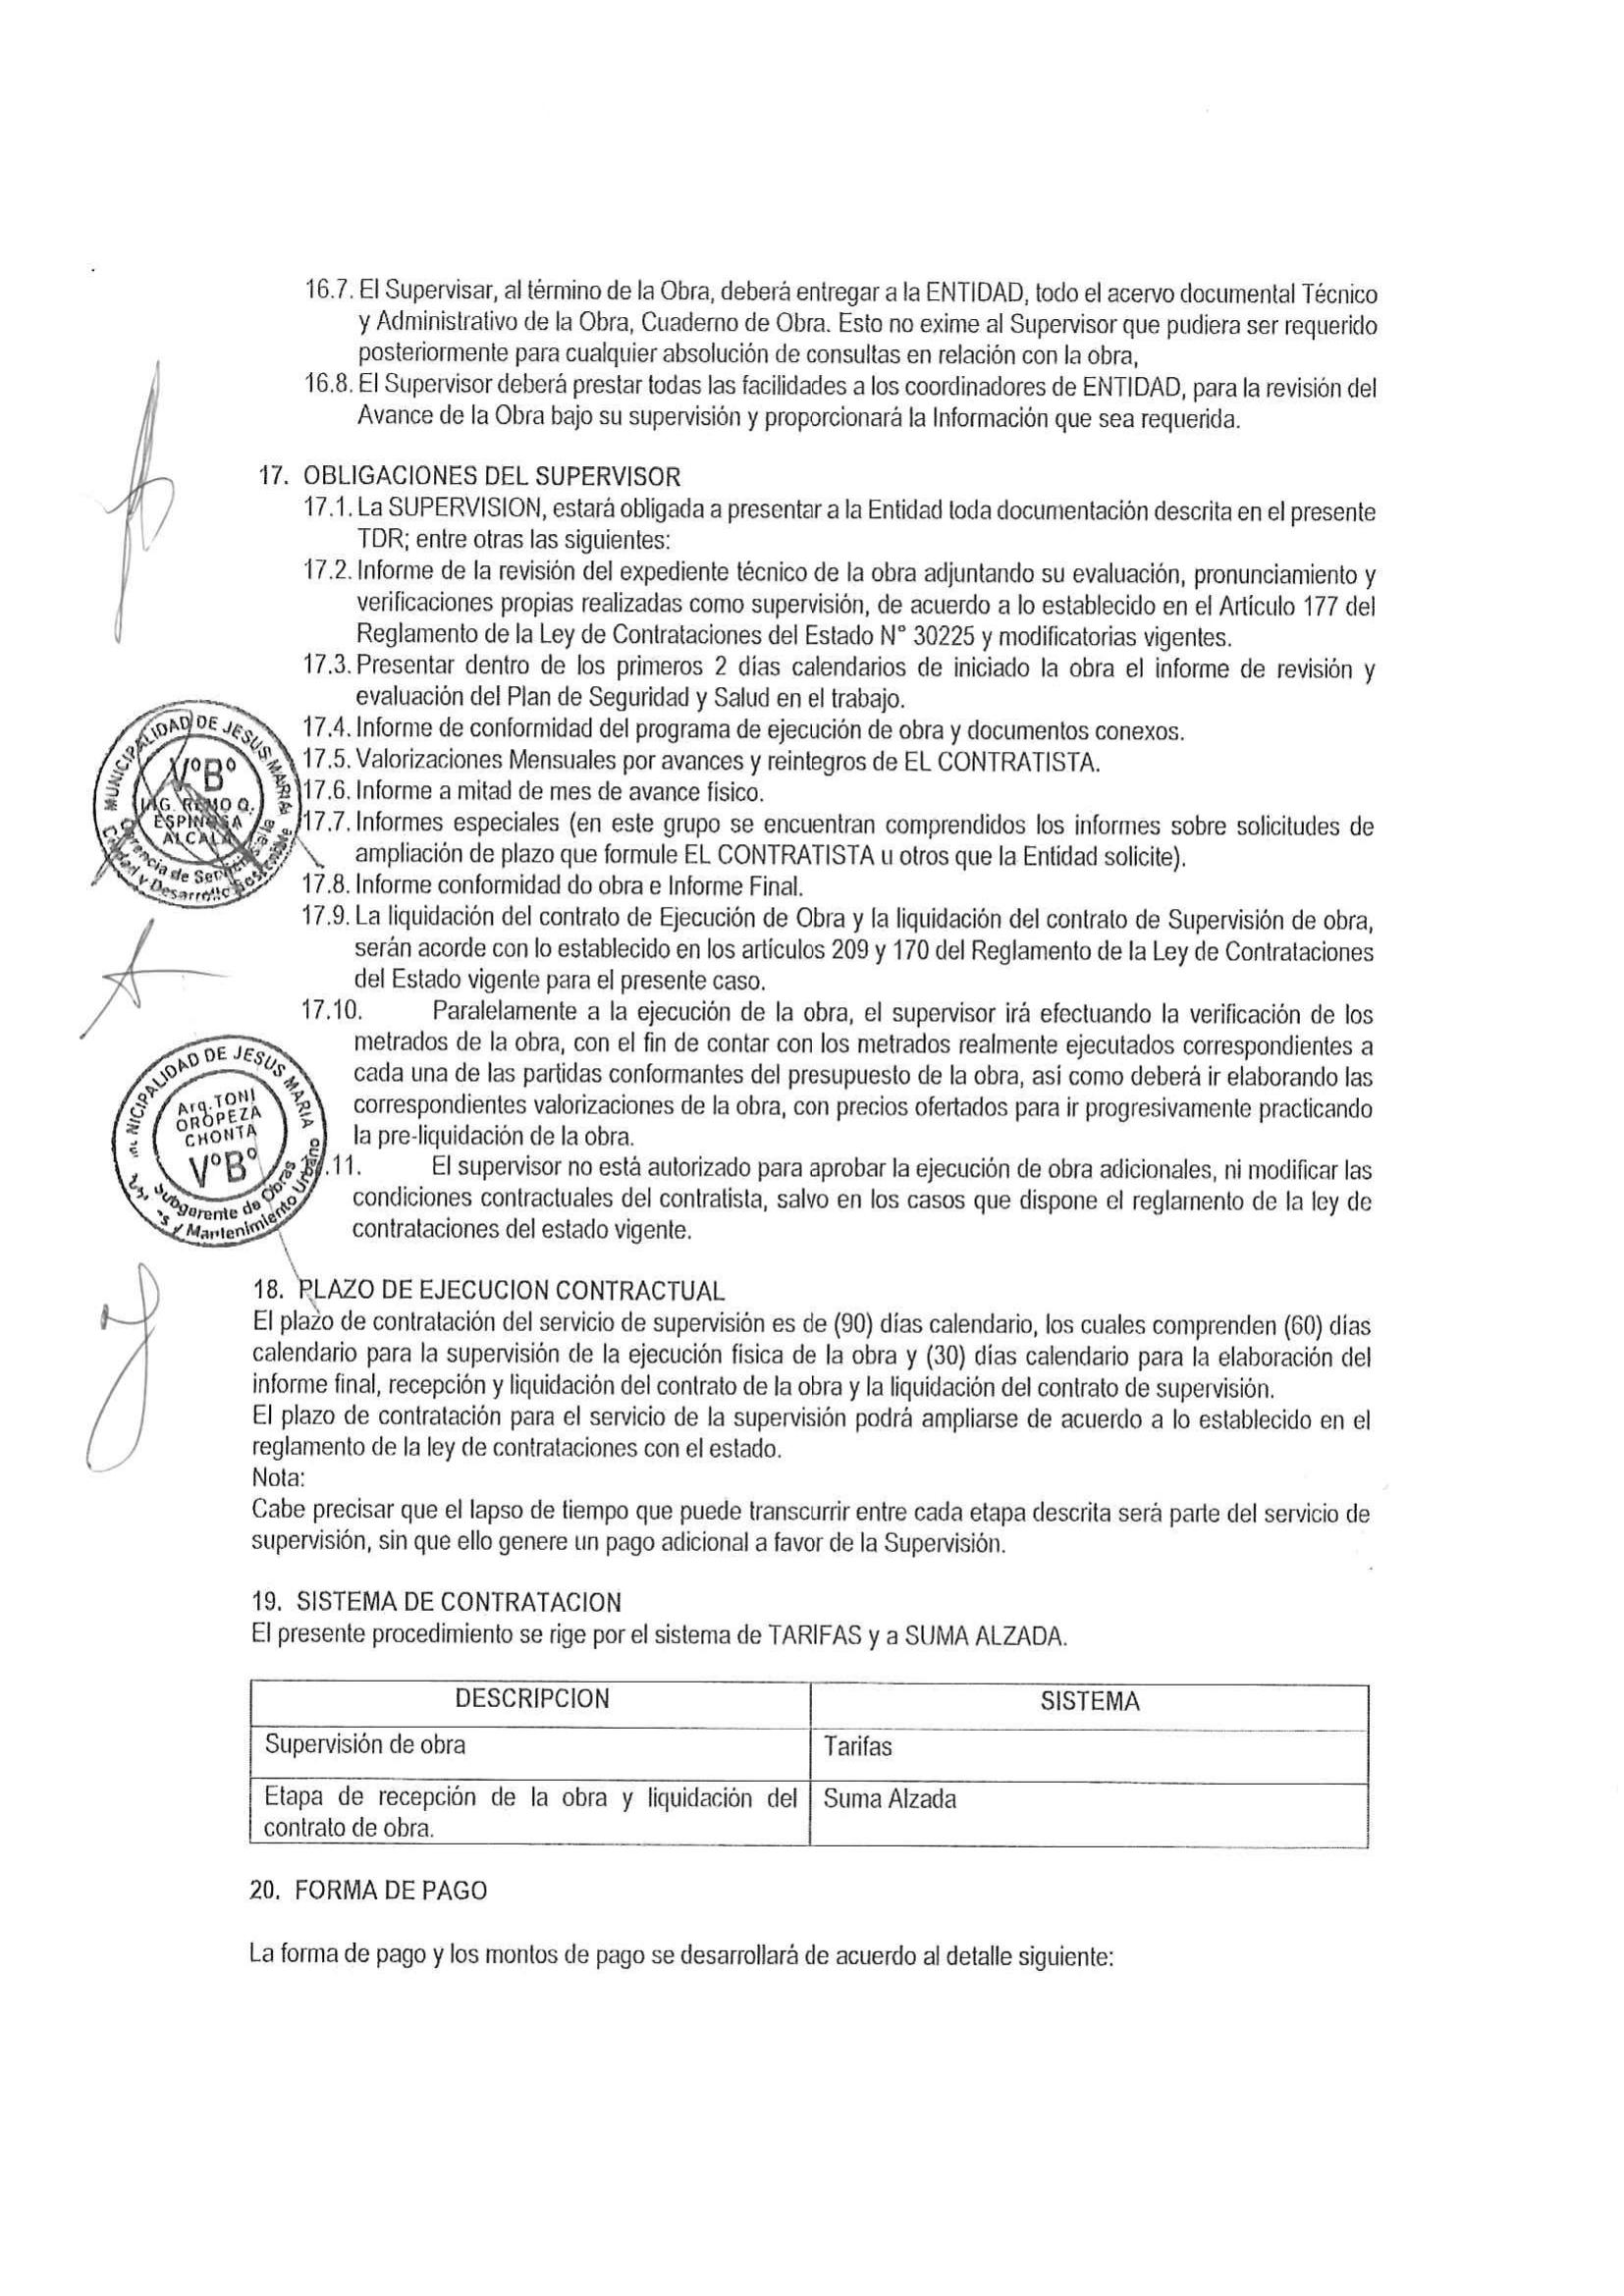 16.7. El Supervisar, al término de la Obra, deberá entregar a la ENTIDAD, todo el acervo documental Técnico
y Administrativo de la Obra, Cuaderno de Obra. Esto no exime al Supervisor que pudiera ser requerido
posteriormente para cualquier absolución de consultas en relación con la obra,
16.8. El Supervisor deberá prestar todas las facilidades a los coordinadores de ENTIDAD, para la revisión del
Avance de la Obra bajo su supervisión y proporcionará la Información que sea requerida.
17. OBLIGACIONES DEL SUPERVISOR
17.1. La SUPERVISION, estará obligada a presentar a la Entidad toda documentación descrita en el presente
TDR; entre otras las siguientes:
17.2. Informe de la revisión del expediente técnico de la obra adjuntando su evaluación, pronunciamiento y
verificaciones propias realizadas como supervisión, de acuerdo a lo establecido en el Artículo 177 del
Reglamento de la Ley de Contrataciones del Estado N° 30225 y modificatorias vigentes.
17.3. Presentar dentro de los primeros 2 días calendarios de iniciado la obra el informe de revisión y
evaluación del Plan de Seguridad y Salud en el trabajo.
17.4. Informe de conformidad del programa de ejecución de obra y documentos conexos.
17.5. Valorizaciones Mensuales por avances y reintegros de EL CONTRATISTA.
17.6. Informe a mitad de mes de avance físico.
17.7. Informes especiales (en este grupo se encuentran comprendidos los informes sobre solicitudes de
ampliación de plazo que formule EL CONTRATISTA u otros que la Entidad solicite).
17.8. Informe conformidad do obra e Informe Final.
17.9. La liquidación del contrato de Ejecución de Obra y la liquidación del contrato de Supervisión de obra,
serán acorde con lo establecido en los artículos 209 y 170 del Reglamento de la Ley de Contrataciones
del Estado vigente para el presente caso.
17.10. Paralelamente a la ejecución de la obra, el supervisor irá efectuando la verificación de los
metrados de la obra, con el fin de contar con los metrados realmente ejecutados correspondientes a
cada una de las partidas conformantes del presupuesto de la obra, así como deberá ir elaborando las
correspondientes valorizaciones de la obra, con precios ofertados para ir progresivamente practicando
la pre-liquidación de la obra.
.11. El supervisor no está autorizado para aprobar la ejecución de obra adicionales, ni modificar las
condiciones contractuales del contratista, salvo en los casos que dispone el reglamento de la ley de
contrataciones del estado vigente.
MUNICIPALIDAD DE JESUS MARIA
V°B°
ING. REMO O.
ESPINOSA
ALCALA
Gerencia de
Ciudad y Desarrollo Sostenible
NICIPALIDAD DE JESUS MARIA
Arq. TONI
OROPEZA
CHONTA
V°B°
Subgerente de Obras
y Mantenimiento Urbano
18. PLAZO DE EJECUCION CONTRACTUAL
El plazo de contratación del servicio de supervisión es de (90) días calendario, los cuales comprenden (60) días
calendario para la supervisión de la ejecución física de la obra y (30) días calendario para la elaboración del
informe final, recepción y liquidación del contrato de la obra y la liquidación del contrato de supervisión.
El plazo de contratación para el servicio de la supervisión podrá ampliarse de acuerdo a lo establecido en el
reglamento de la ley de contrataciones con el estado.
Nota:
Cabe precisar que el lapso de tiempo que puede transcurrir entre cada etapa descrita será parte del servicio de
supervisión, sin que ello genere un pago adicional a favor de la Supervisión.
19. SISTEMA DE CONTRATACION
El presente procedimiento se rige por el sistema de TARIFAS y a SUMA ALZADA.
DESCRIPCION SISTEMA
Supervisión de obra Tarifas
Etapa de recepción de la obra y liquidación del Suma Alzada
contrato de obra.
20. FORMA DE PAGO
La forma de pago y los montos de pago se desarrollará de acuerdo al detalle siguiente: